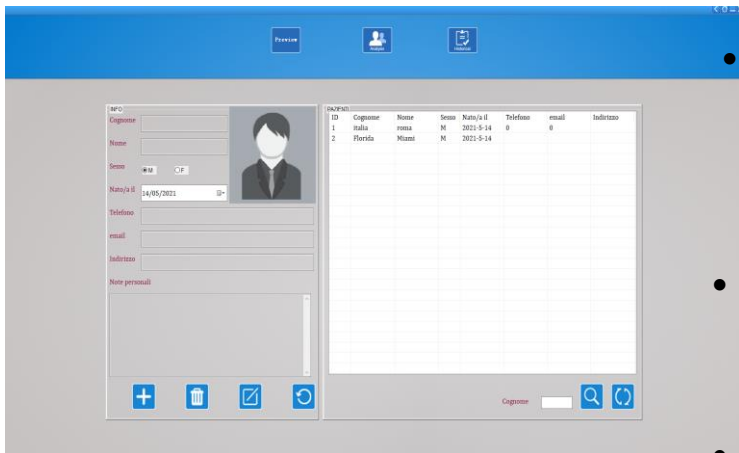 Preview
Analysis
INFO
Cognome
Nome
Sesso M F
Nato/a il 14/05/2021
Telefono
email
Indirizzo
Note personali
PAZIENTI
ID Cognome Nome Sesso Nato/a il Telefono email Indirizzo
1 italia roma M 2021-5-14 0 0
2 Florida Miami M 2021-5-14
Cognome